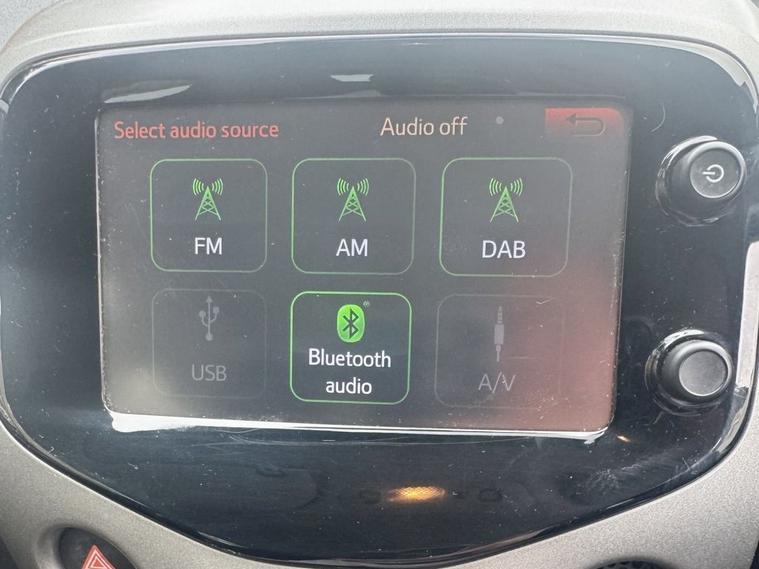 Select audio source
Audio off
FM
AM
DAB
USB
Bluetooth
audio
A/V